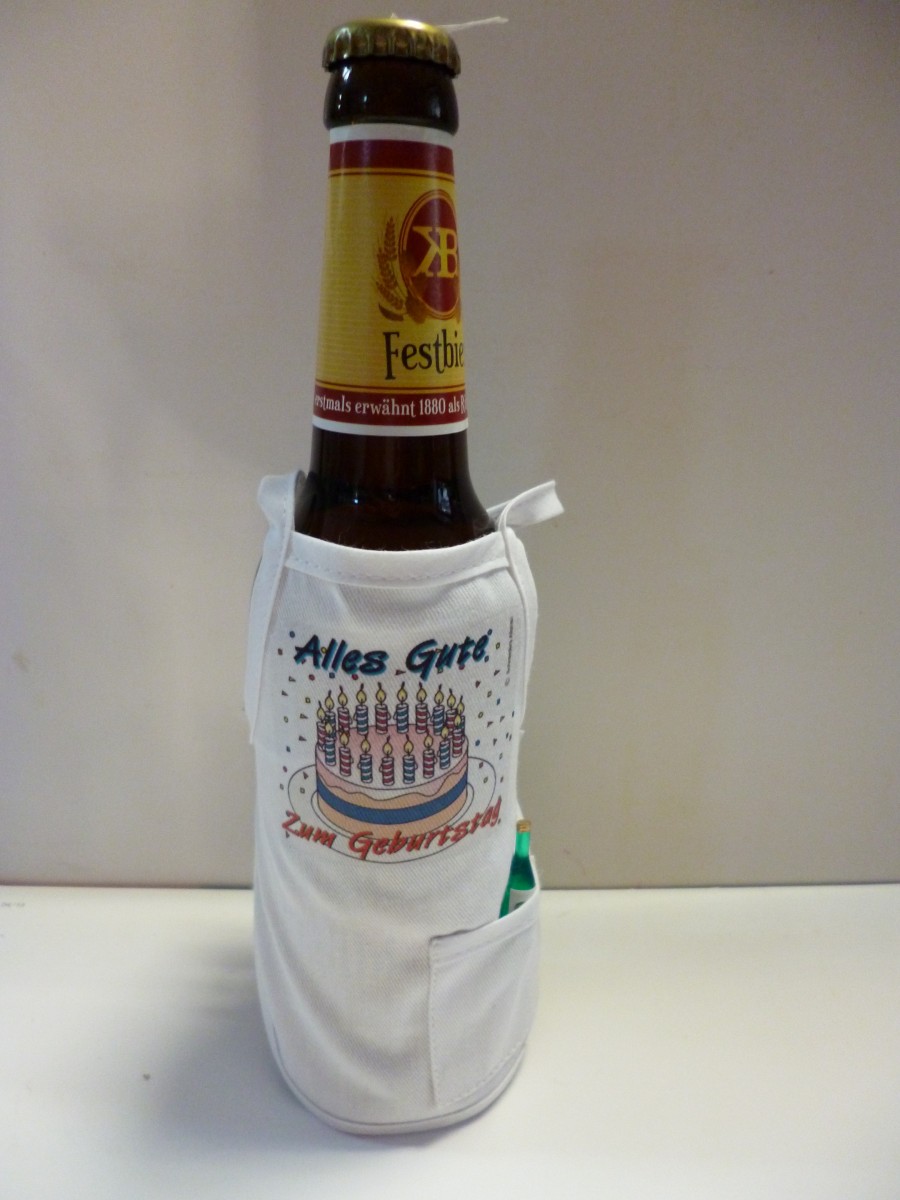 KB
Festbie
erstmals erwähnt 1880 als
Alles Gute
Zum Geburtstag